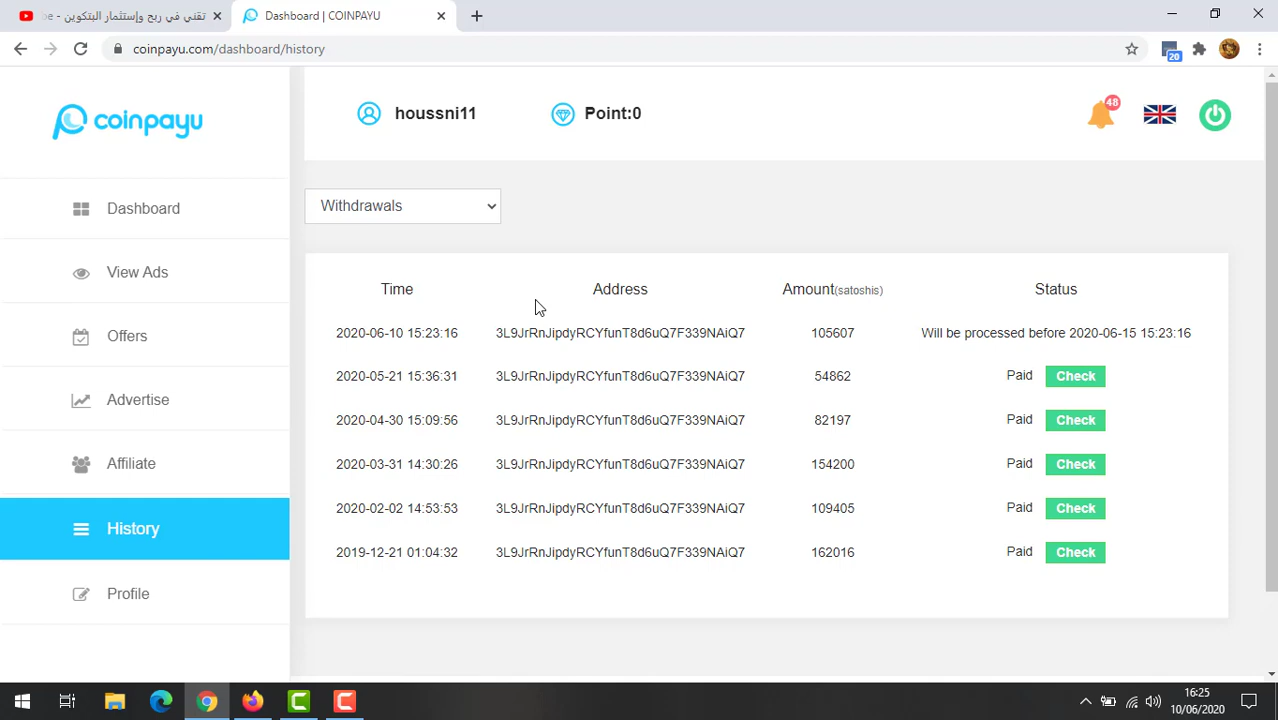 تقني في ربح وإستثمار البتكوين - be
Dashboard | COINPAYU
coinpayu.com/dashboard/history
20
coinpayu
houssni11
Point:0
48
Dashboard
View Ads
Offers
Advertise
Affiliate
History
Profile
Withdrawals
Time Address Amount(satoshis) Status
2020-06-10 15:23:16 3L9JrRnJipdyRCYfunT8d6uQ7F339NAiQ7 105607 Will be processed before 2020-06-15 15:23:16
2020-05-21 15:36:31 3L9JrRnJipdyRCYfunT8d6uQ7F339NAiQ7 54862 Paid Check
2020-04-30 15:09:56 3L9JrRnJipdyRCYfunT8d6uQ7F339NAiQ7 82197 Paid Check
2020-03-31 14:30:26 3L9JrRnJipdyRCYfunT8d6uQ7F339NAiQ7 154200 Paid Check
2020-02-02 14:53:53 3L9JrRnJipdyRCYfunT8d6uQ7F339NAiQ7 109405 Paid Check
2019-12-21 01:04:32 3L9JrRnJipdyRCYfunT8d6uQ7F339NAiQ7 162016 Paid Check
16:25
10/06/2020